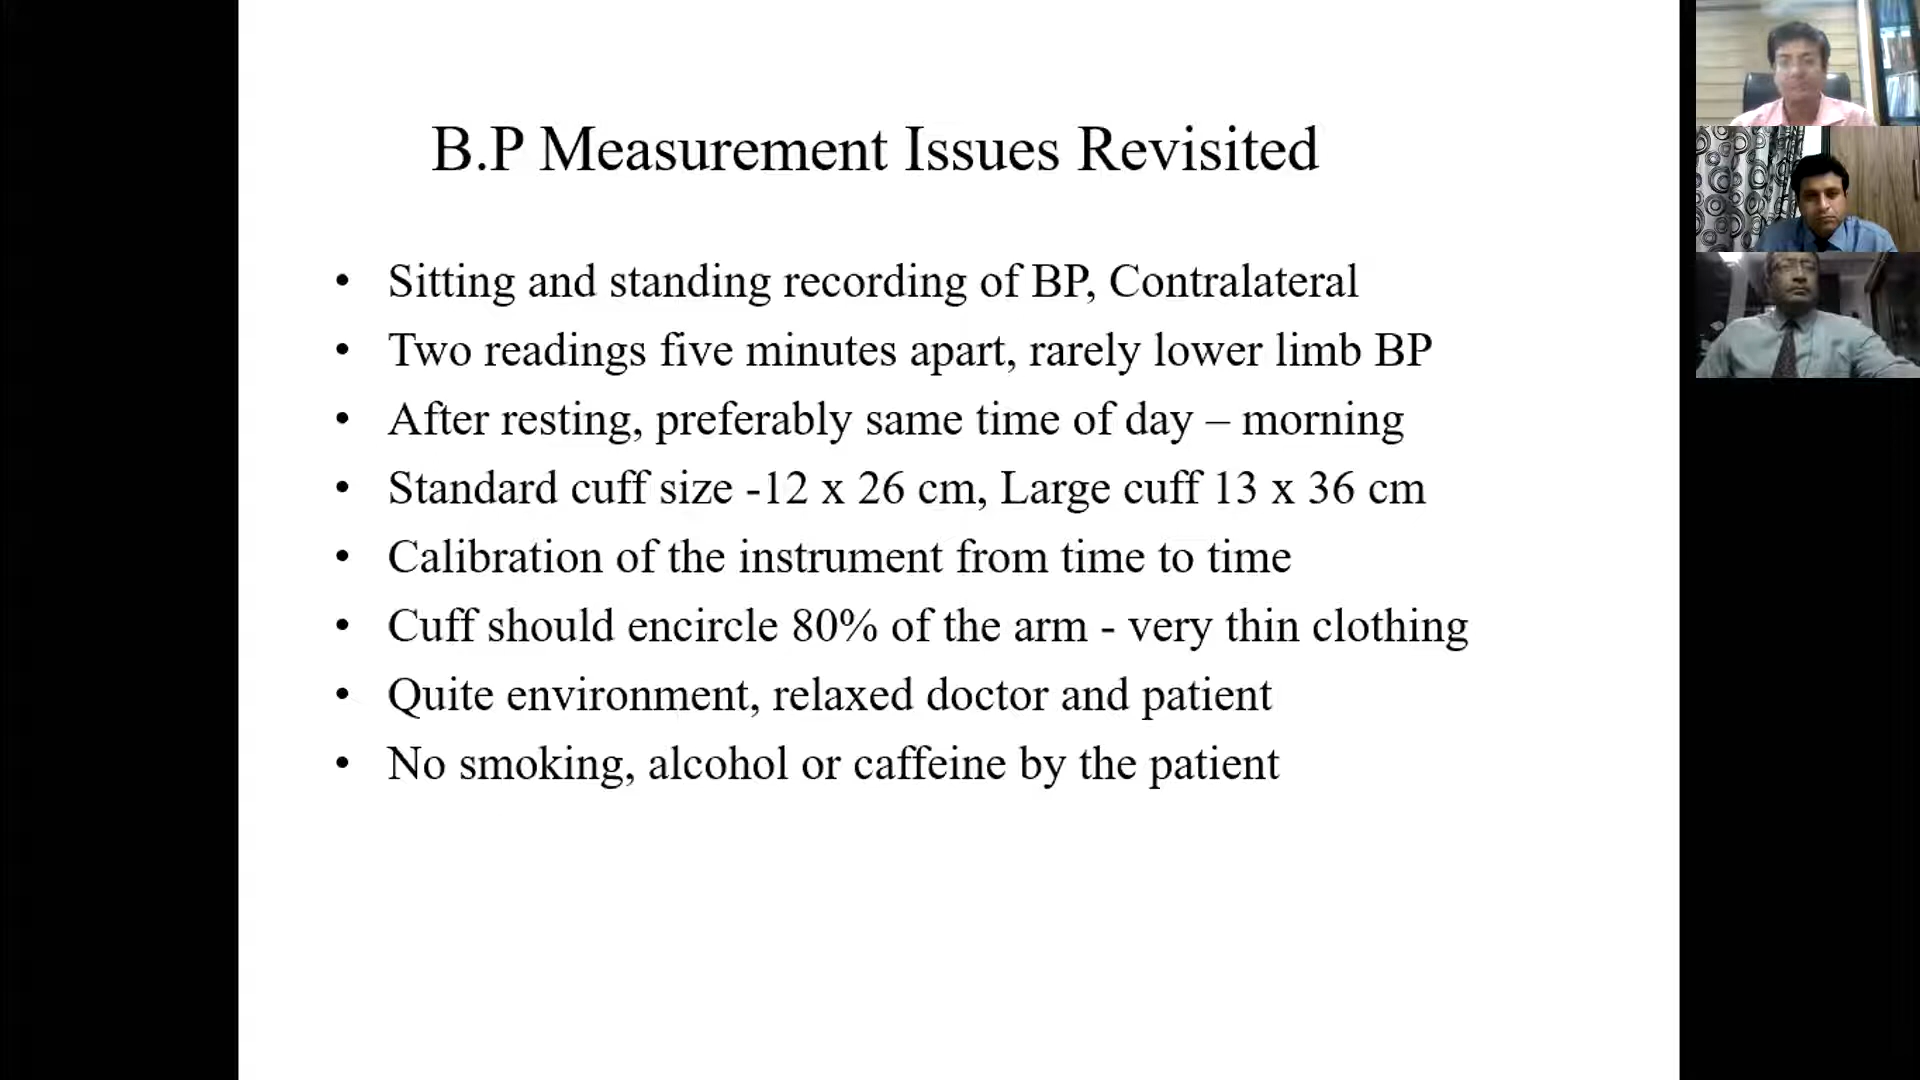 B.P Measurement Issues Revisited
• Sitting and standing recording of BP, Contralateral
• Two readings five minutes apart, rarely lower limb BP
• After resting, preferably same time of day – morning
• Standard cuff size -12 x 26 cm, Large cuff 13 x 36 cm
• Calibration of the instrument from time to time
• Cuff should encircle 80% of the arm - very thin clothing
• Quite environment, relaxed doctor and patient
• No smoking, alcohol or caffeine by the patient